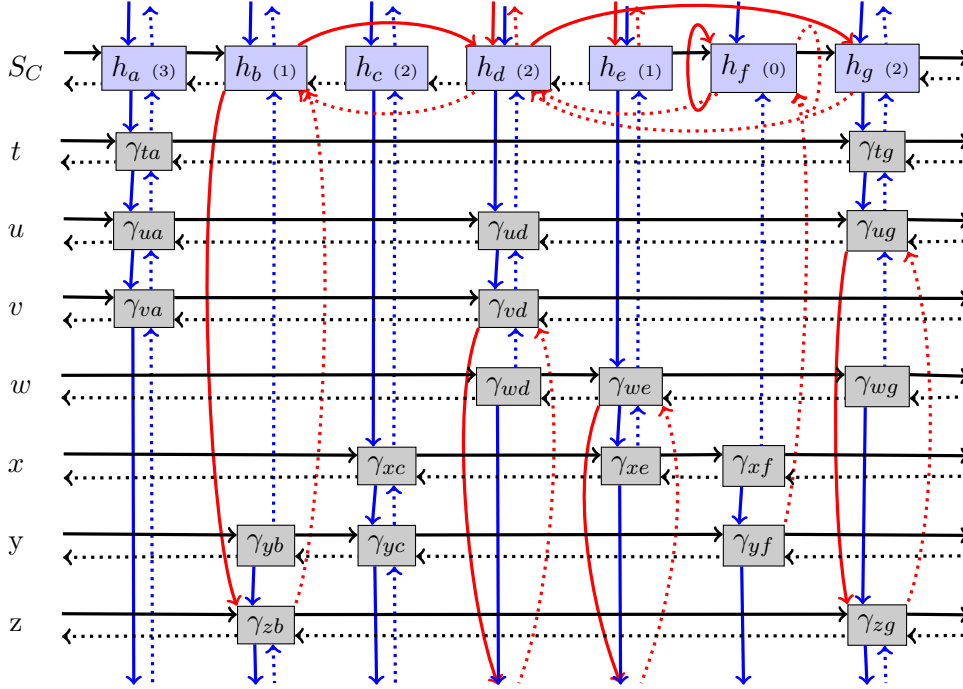 S_C h_a (3) h_b (1) h_c (2) h_d (2) h_e (1) h_f (0) h_g (2)
t γ_ta γ_tg
u γ_ua γ_ud γ_ug
v γ_va γ_vd
w γ_wd γ_we γ_wg
x γ_xc γ_xe γ_xf
y γ_yb γ_yc γ_yf
z γ_zb γ_zg